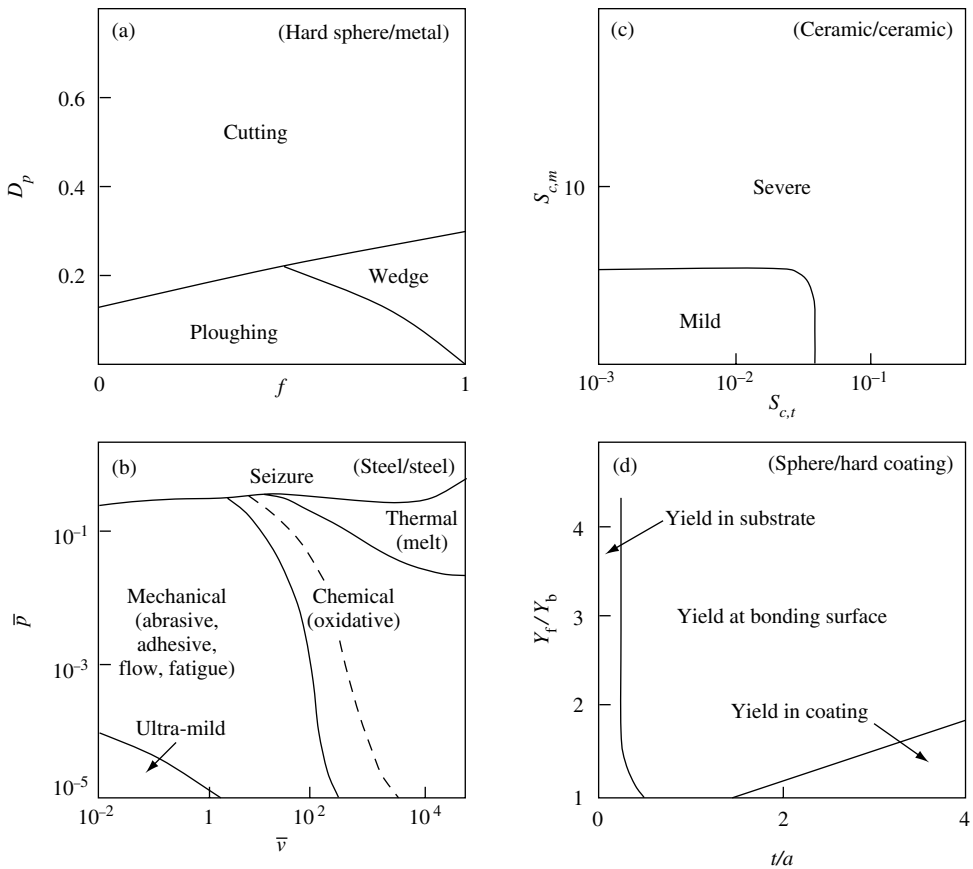 (a) (Hard sphere/metal)
0.6
Cutting
D_p
0.4
0.2
Wedge
Ploughing
0 f 1
(c) (Ceramic/ceramic)
S_{c,m}
10
Severe
Mild
10^{–3} 10^{–2} 10^{–1}
S_{c,t}
(b) (Steel/steel)
Seizure
10^{–1}
Thermal
(melt)
p̅
Mechanical
(abrasive,
adhesive,
flow, fatigue)
Chemical
(oxidative)
10^{–3}
Ultra-mild
10^{–5}
10^{–2} 1 10^2 10^4
v̅
(d) (Sphere/hard coating)
4
Yield in substrate
Y_f/Y_b
3
Yield at bonding surface
2
Yield in coating
1
0 2 4
t/a